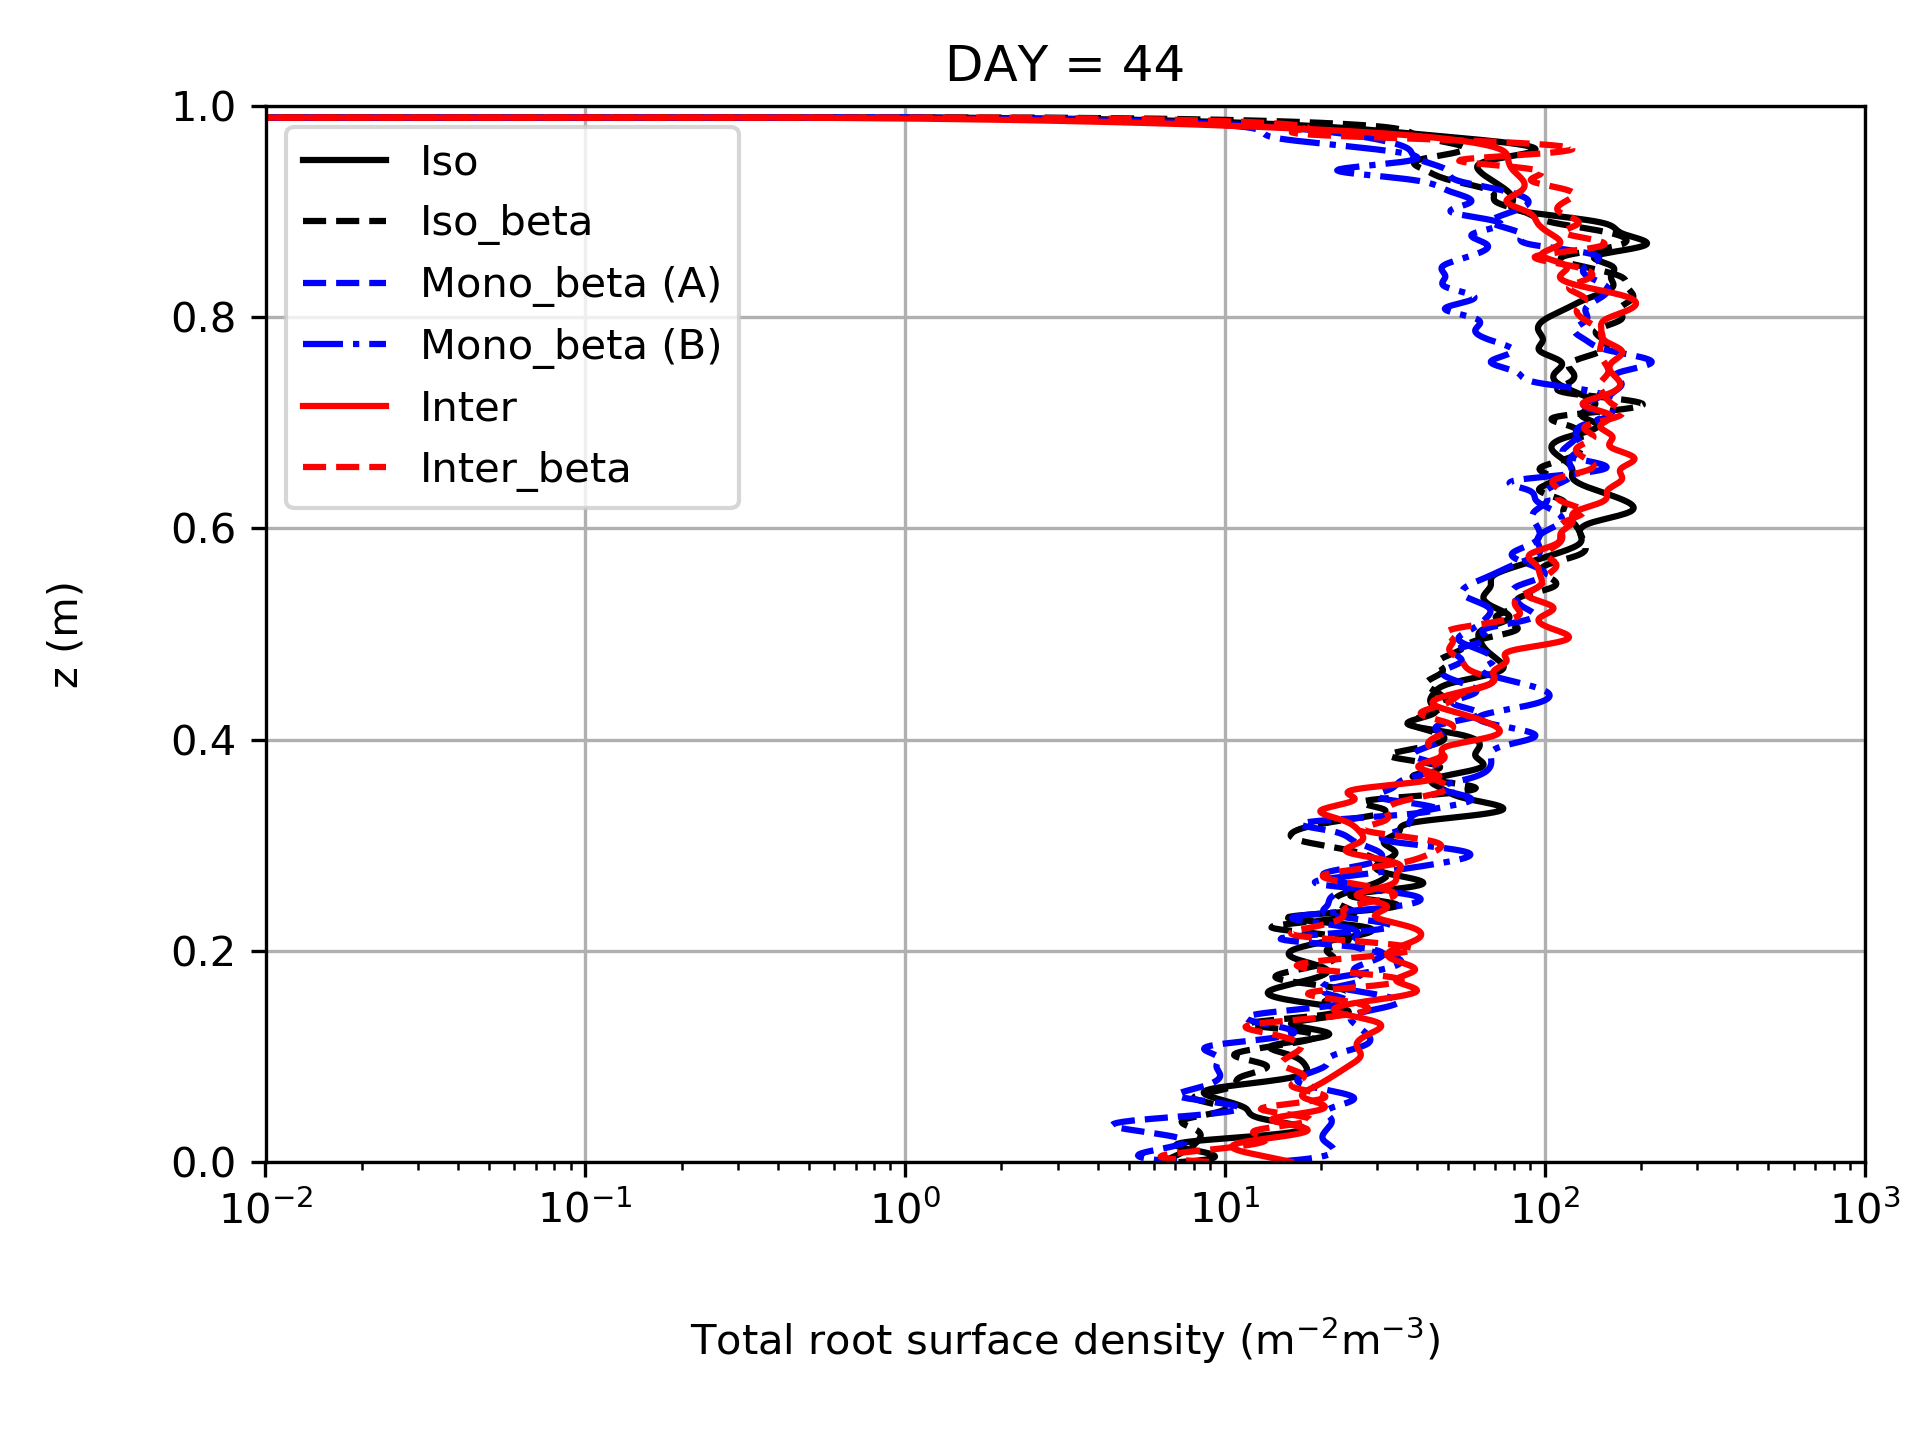 DAY = 44
1.0
0.8
0.6
0.4
0.2
0.0
z (m)
Iso
Iso_beta
Mono_beta (A)
Mono_beta (B)
Inter
Inter_beta
10⁻² 10⁻¹ 10⁰ 10¹ 10² 10³
Total root surface density (m⁻²m⁻³)